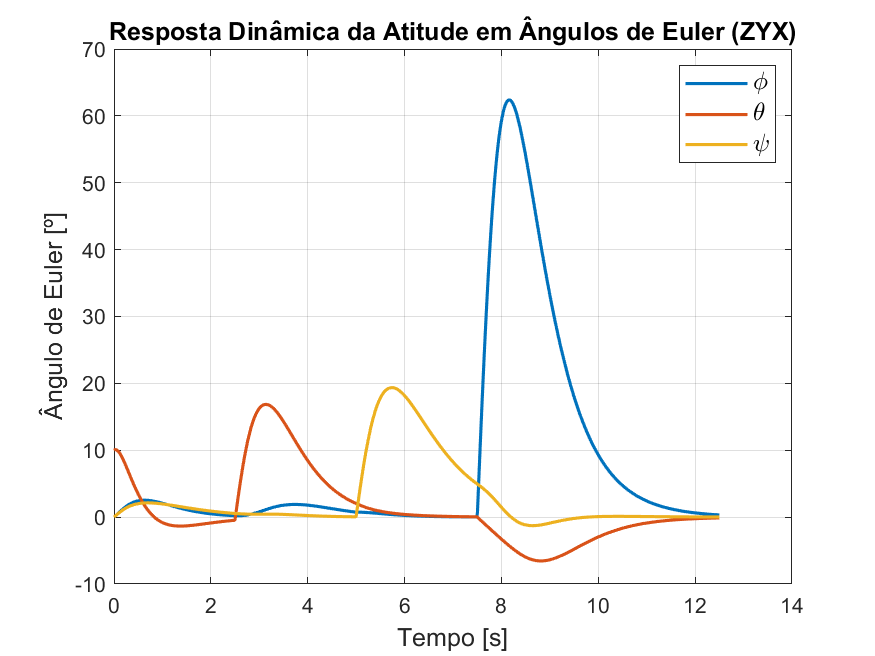 Resposta Dinâmica da Atitude em Ângulos de Euler (ZYX)
70
60
50
40
30
20
10
0
-10
Ângulo de Euler [º]
ϕ
θ
ψ
0 2 4 6 8 10 12 14
Tempo [s]